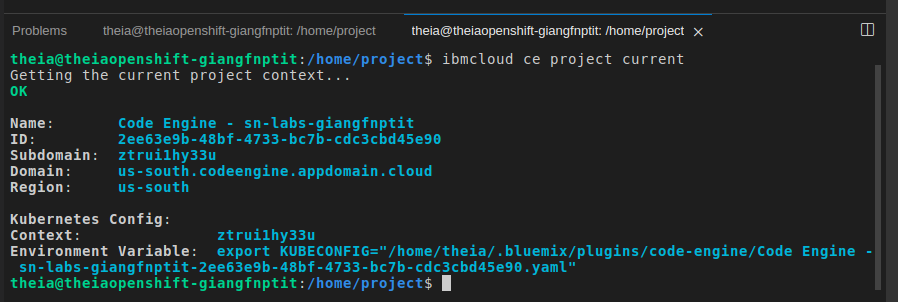 Problems theia@theiaopenshift-giangfnptit: /home/project theia@theiaopenshift-giangfnptit: /home/project ×
theia@theiaopenshift-giangfnptit:/home/project$ ibmcloud ce project current
Getting the current project context...
OK
Name: Code Engine - sn-labs-giangfnptit
ID: 2ee63e9b-48bf-4733-bc7b-cdc3cbd45e90
Subdomain: ztrui1hy33u
Domain: us-south.codeengine.appdomain.cloud
Region: us-south
Kubernetes Config:
Context: ztrui1hy33u
Environment Variable: export KUBECONFIG="/home/theia/.bluemix/plugins/code-engine/Code Engine -
sn-labs-giangfnptit-2ee63e9b-48bf-4733-bc7b-cdc3cbd45e90.yaml"
theia@theiaopenshift-giangfnptit:/home/project$